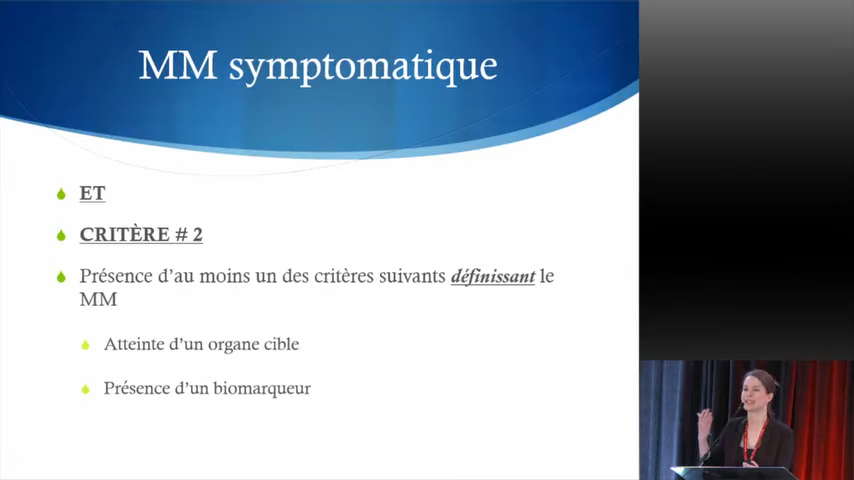 MM symptomatique
ET
CRITÈRE # 2
Présence d'au moins un des critères suivants définissant le
MM
Atteinte d'un organe cible
Présence d'un biomarqueur